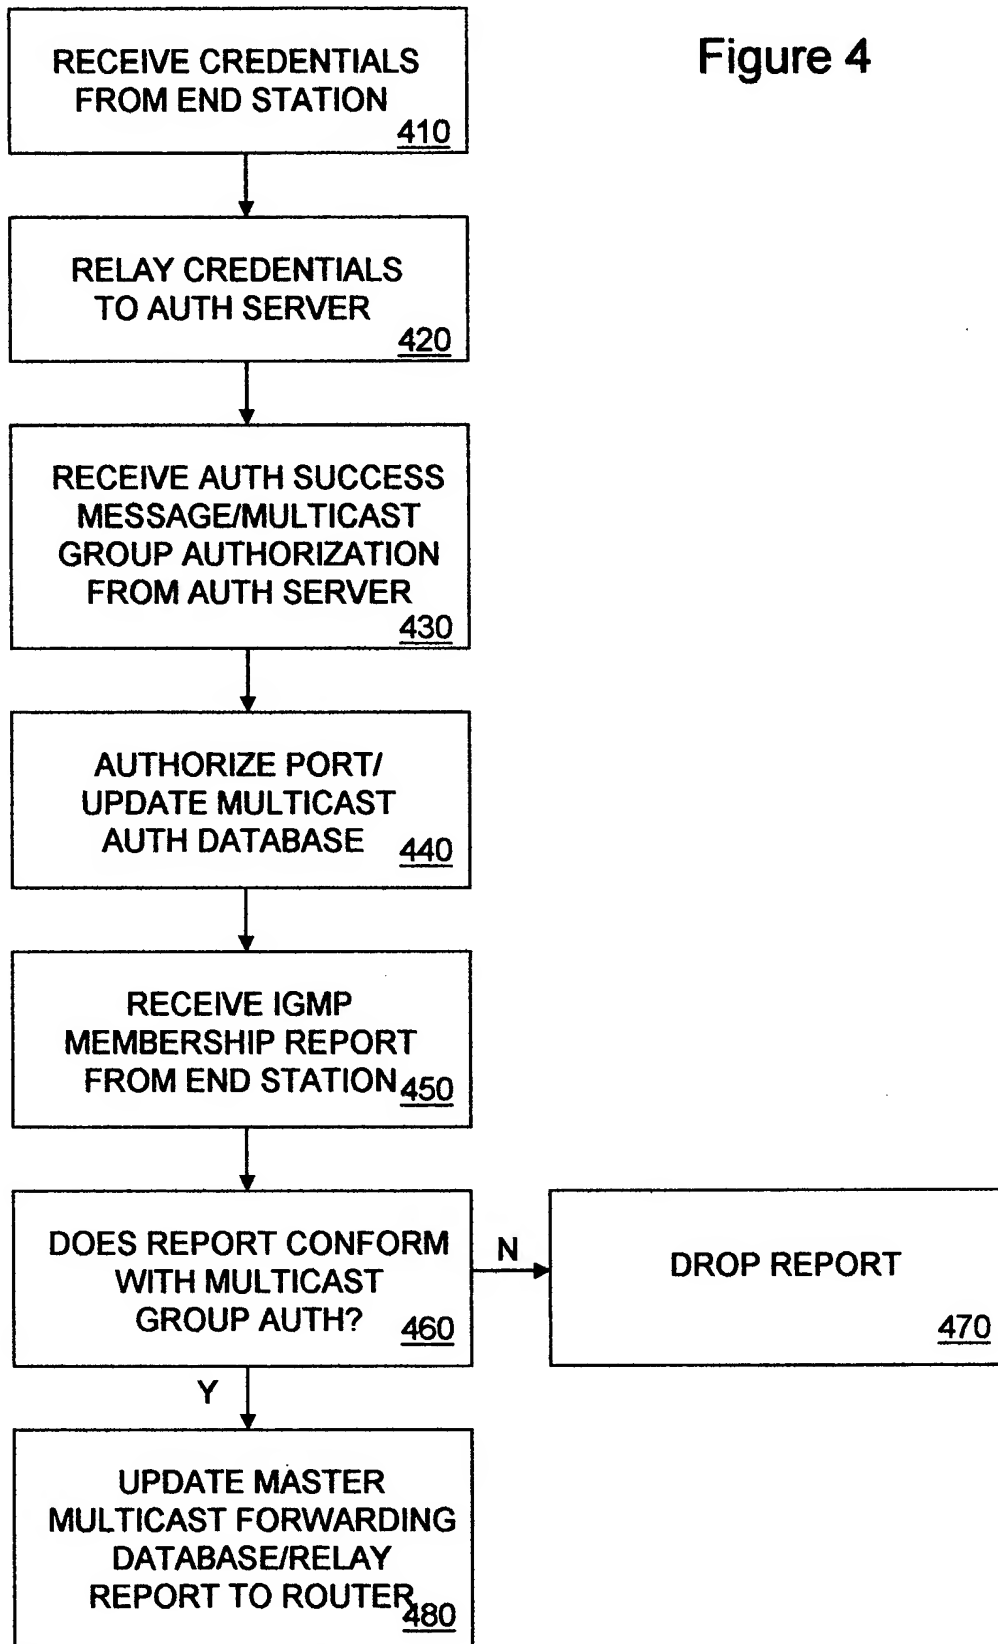 Figure 4
RECEIVE CREDENTIALS
FROM END STATION
410
RELAY CREDENTIALS
TO AUTH SERVER
420
RECEIVE AUTH SUCCESS
MESSAGE/MULTICAST
GROUP AUTHORIZATION
FROM AUTH SERVER
430
AUTHORIZE PORT/
UPDATE MULTICAST
AUTH DATABASE
440
RECEIVE IGMP
MEMBERSHIP REPORT
FROM END STATION
450
DOES REPORT CONFORM
WITH MULTICAST
GROUP AUTH?
460
N
DROP REPORT
470
Y
UPDATE MASTER
MULTICAST FORWARDING
DATABASE/RELAY
REPORT TO ROUTER
480